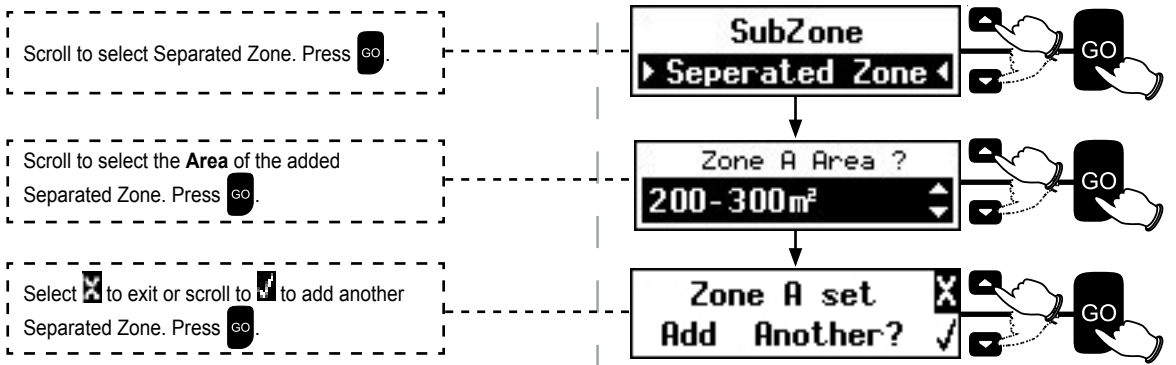 Scroll to select Separated Zone. Press GO.
SubZone
Seperated Zone
GO
Scroll to select the Area of the added
Separated Zone. Press GO.
Zone A Area ?
200-300m²
GO
Select X to exit or scroll to √ to add another
Separated Zone. Press GO.
Zone A set X
Add Another? √
GO